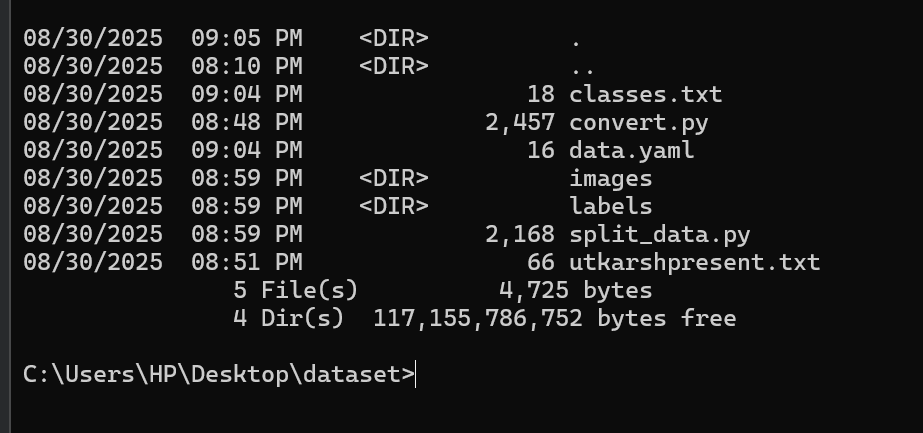 08/30/2025  09:05 PM    <DIR>          .
08/30/2025  08:10 PM    <DIR>          ..
08/30/2025  09:04 PM                18 classes.txt
08/30/2025  08:48 PM             2,457 convert.py
08/30/2025  09:04 PM                16 data.yaml
08/30/2025  08:59 PM    <DIR>          images
08/30/2025  08:59 PM    <DIR>          labels
08/30/2025  08:59 PM             2,168 split_data.py
08/30/2025  08:51 PM                66 utkarshpresent.txt
               5 File(s)          4,725 bytes
               4 Dir(s)  117,155,786,752 bytes free
C:\Users\HP\Desktop\dataset>